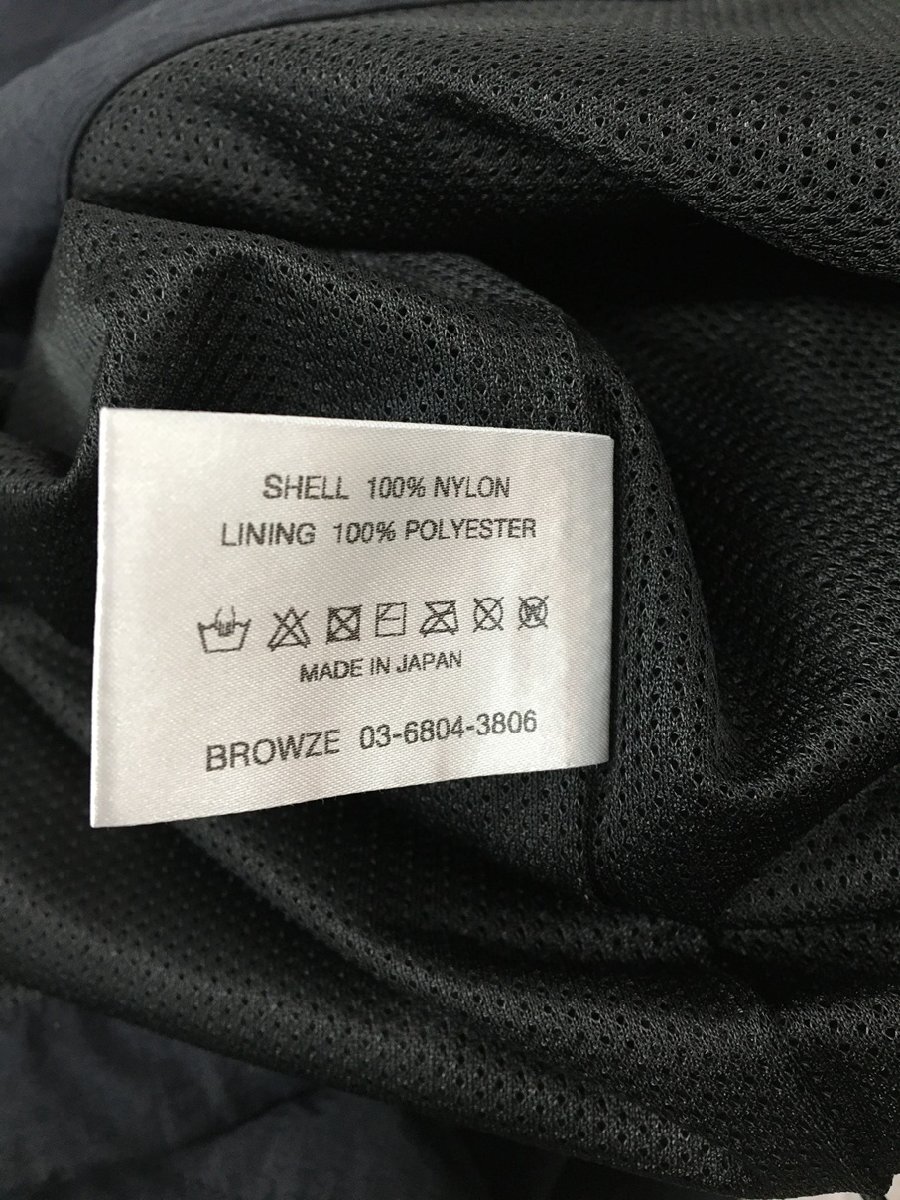 SHELL 100% NYLON
LINING 100% POLYESTER
MADE IN JAPAN
BROWZE 03-6804-3806